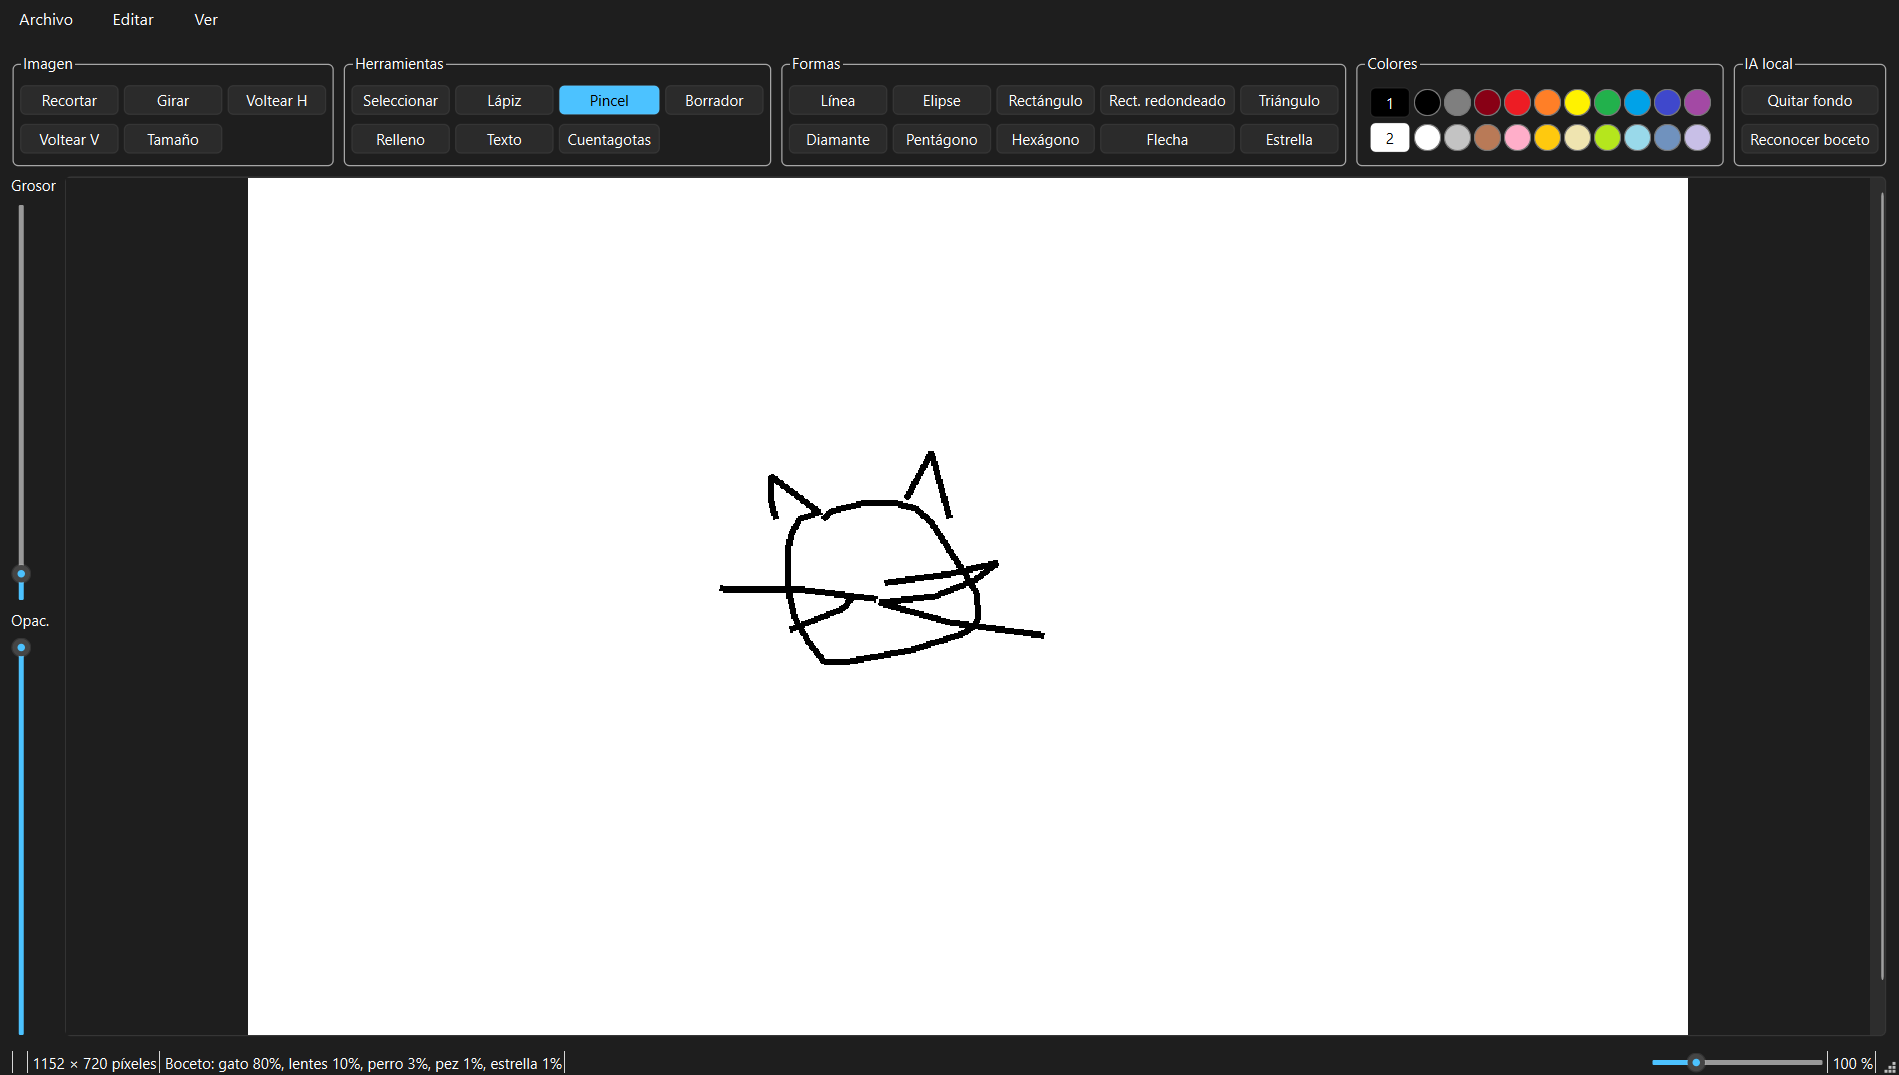 Archivo Editar Ver
Imagen Herramientas Formas Colores IA local
Recortar Girar Voltear H Seleccionar Lápiz Pincel Borrador Línea Elipse Rectángulo Rect. redondeado Triángulo 1 Quitar fondo
Voltear V Tamaño Relleno Texto Cuentagotas Diamante Pentágono Hexágono Flecha Estrella 2 Reconocer boceto
Grosor
Opac.
1152 × 720 píxeles Boceto: gato 80%, lentes 10%, perro 3%, pez 1%, estrella 1% 100 %